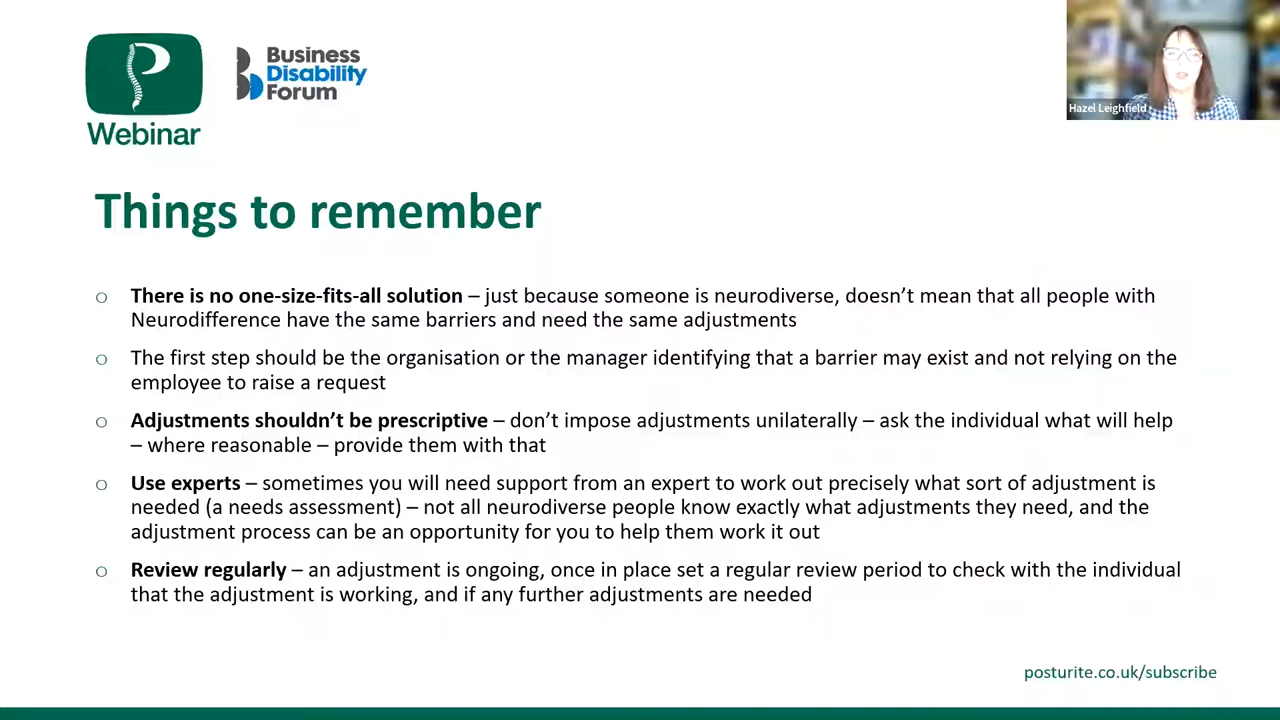 Webinar
Business
Disability
Forum
Hazel Leighfield
Things to remember
There is no one-size-fits-all solution – just because someone is neurodiverse, doesn’t mean that all people with
Neurodifference have the same barriers and need the same adjustments
The first step should be the organisation or the manager identifying that a barrier may exist and not relying on the
employee to raise a request
Adjustments shouldn’t be prescriptive – don’t impose adjustments unilaterally – ask the individual what will help
– where reasonable – provide them with that
Use experts – sometimes you will need support from an expert to work out precisely what sort of adjustment is
needed (a needs assessment) – not all neurodiverse people know exactly what adjustments they need, and the
adjustment process can be an opportunity for you to help them work it out
Review regularly – an adjustment is ongoing, once in place set a regular review period to check with the individual
that the adjustment is working, and if any further adjustments are needed
posturite.co.uk/subscribe